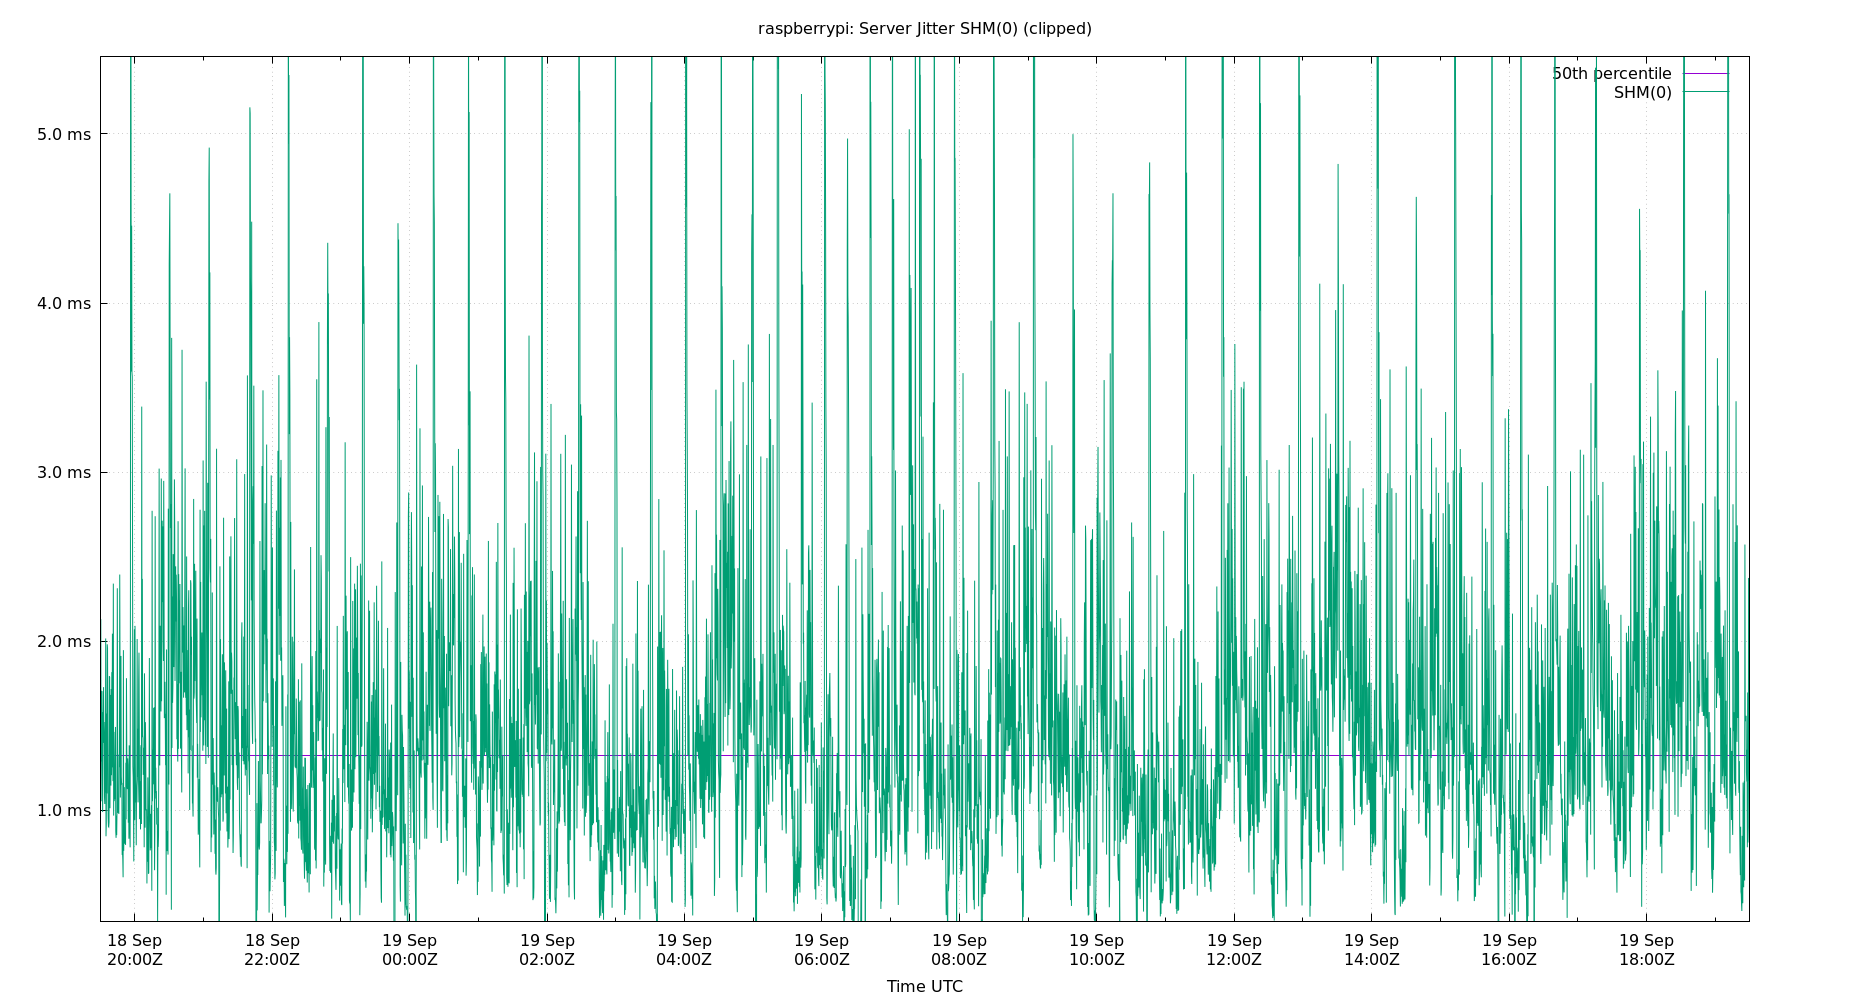 raspberrypi: Server Jitter SHM(0) (clipped)
50th percentile
SHM(0)
5.0 ms
4.0 ms
3.0 ms
2.0 ms
1.0 ms
18 Sep 18 Sep 19 Sep 19 Sep 19 Sep 19 Sep 19 Sep 19 Sep 19 Sep 19 Sep 19 Sep 19 Sep
20:00Z 22:00Z 00:00Z 02:00Z 04:00Z 06:00Z 08:00Z 10:00Z 12:00Z 14:00Z 16:00Z 18:00Z
Time UTC